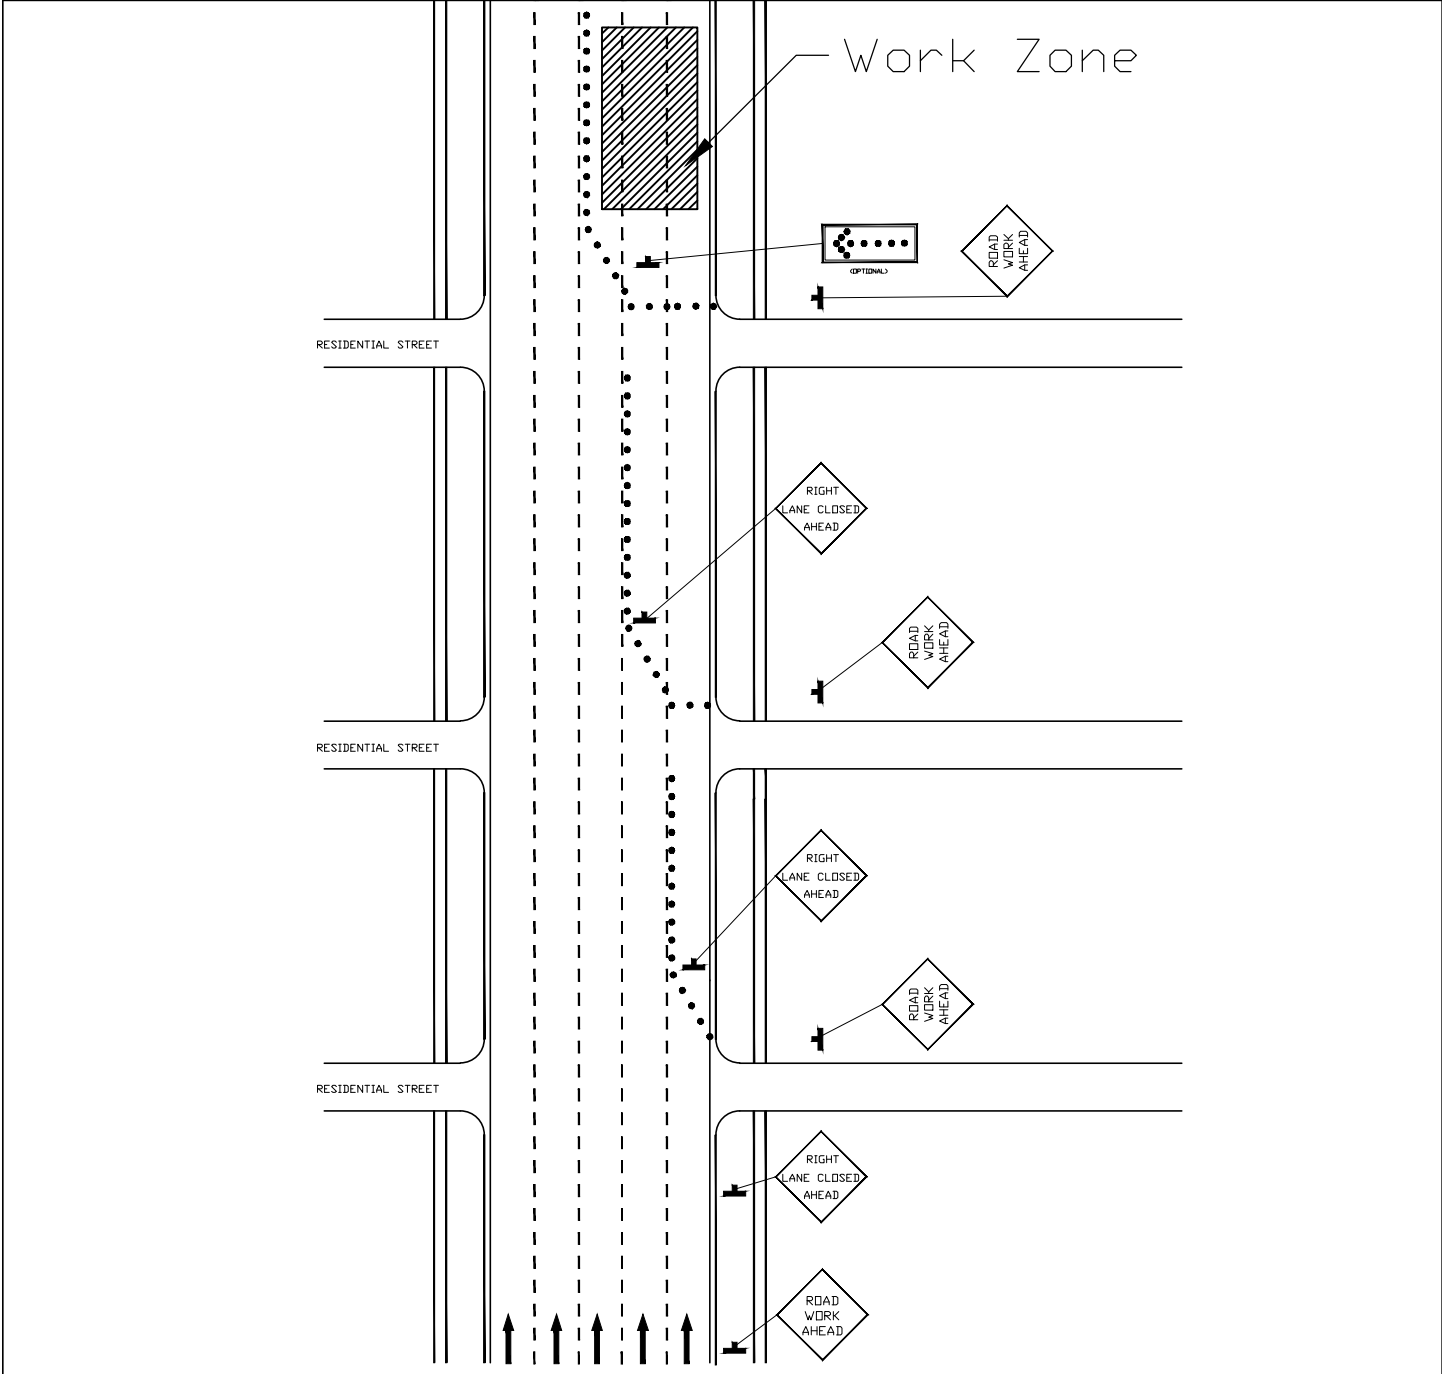 Work Zone
(OPTIONAL)
ROAD
WORK
AHEAD
RESIDENTIAL STREET
RIGHT
LANE CLOSED
AHEAD
ROAD
WORK
AHEAD
RESIDENTIAL STREET
RIGHT
LANE CLOSED
AHEAD
ROAD
WORK
AHEAD
RESIDENTIAL STREET
RIGHT
LANE CLOSED
AHEAD
ROAD
WORK
AHEAD